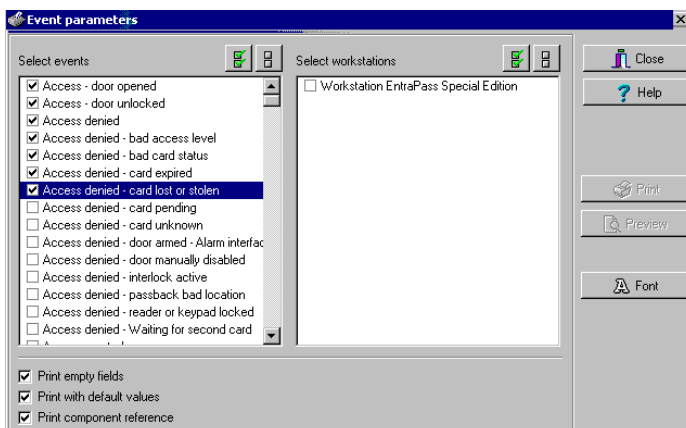 Event parameters
Select events
Select workstations
Access - door opened
Access - door unlocked
Access denied
Access denied - bad access level
Access denied - bad card status
Access denied - card expired
Access denied - card lost or stolen
Access denied - card pending
Access denied - card unknown
Access denied - door armed - Alarm interfac
Access denied - door manually disabled
Access denied - interlock active
Access denied - passback bad location
Access denied - reader or keypad locked
Access denied - Waiting for second card
Workstation EntraPass Special Edition
Close
Help
Print
Preview
Font
Print empty fields
Print with default values
Print component reference